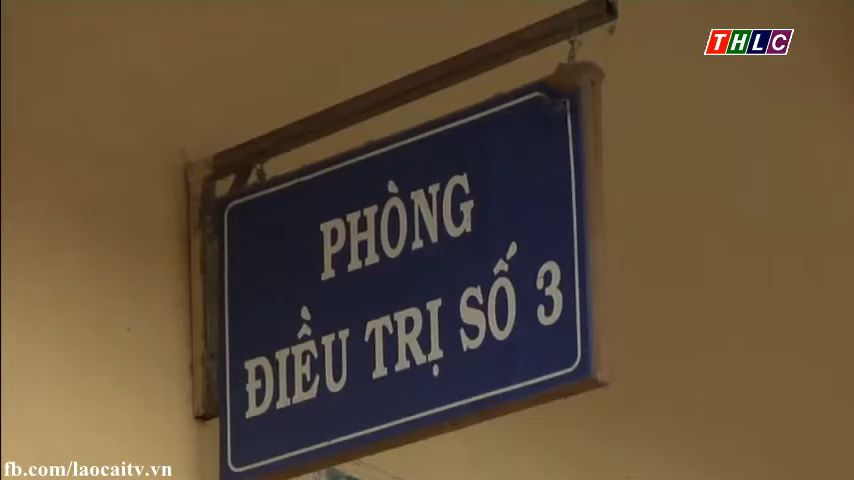 THLC
PHÒNG
ĐIỀU TRỊ SỐ 3
fb.com/laocaitv.vn